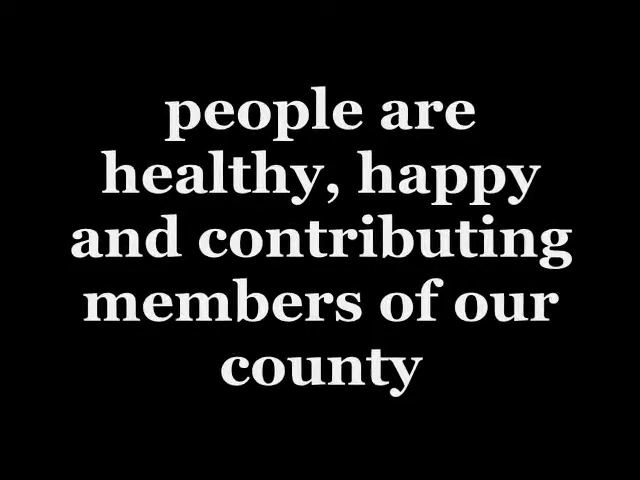 people are
healthy, happy
and contributing
members of our
county